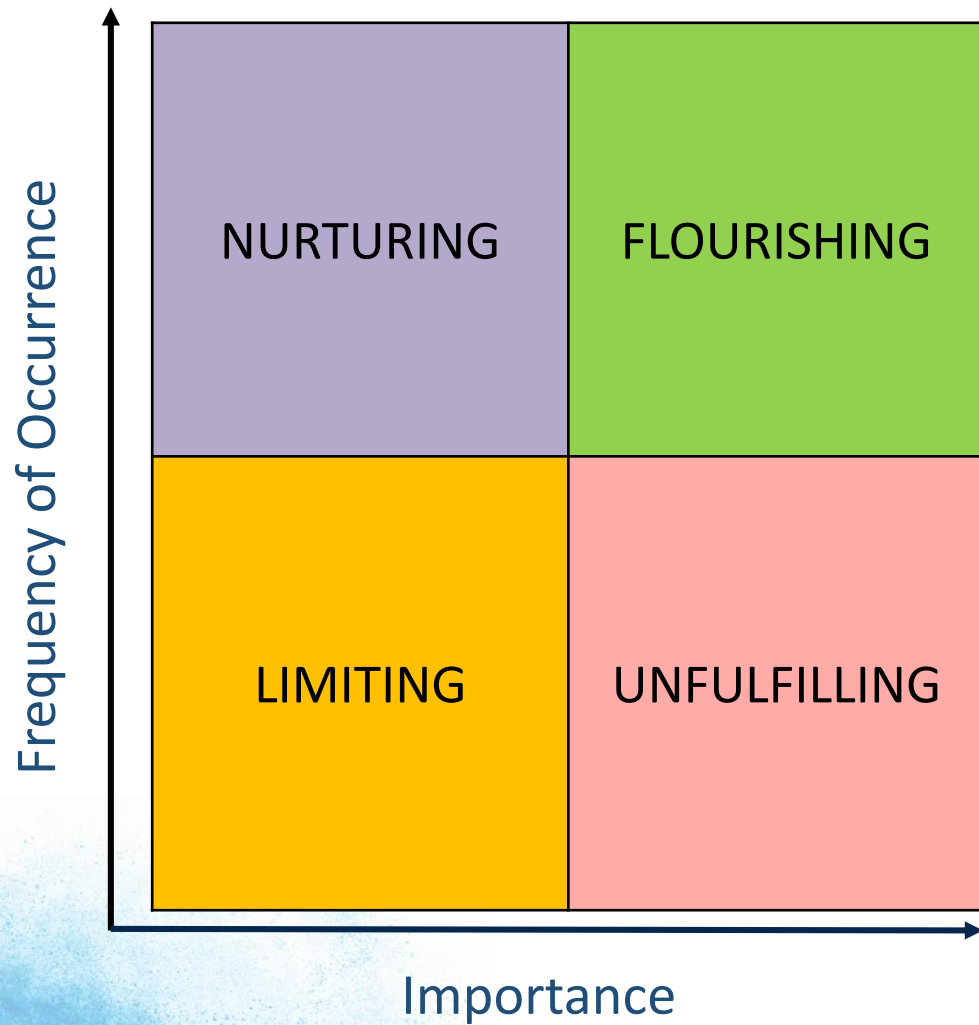 Frequency of Occurrence
NURTURING
FLOURISHING
LIMITING
UNFULFILLING
Importance